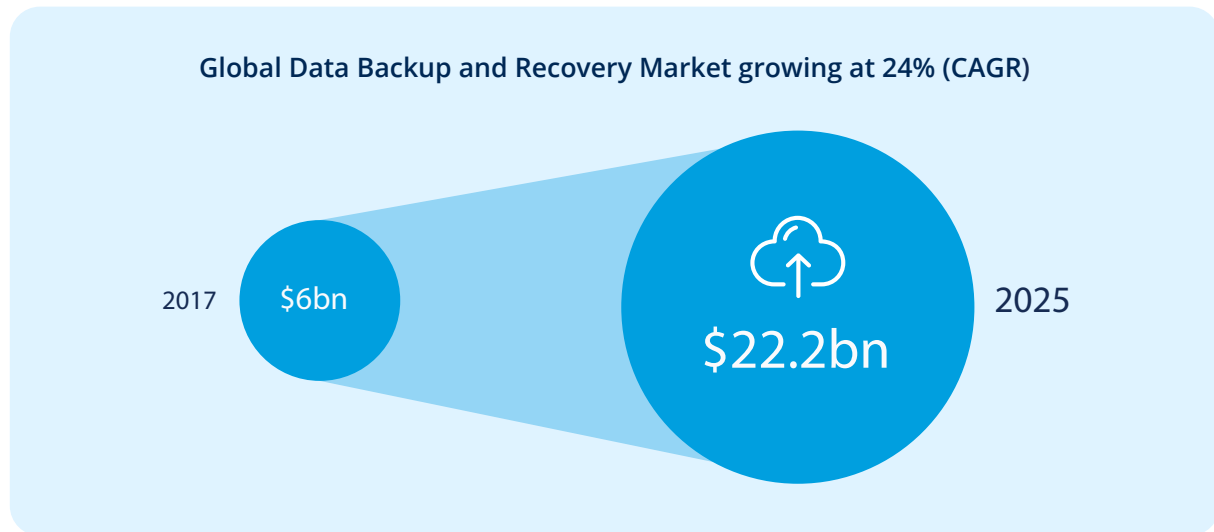 Global Data Backup and Recovery Market growing at 24% (CAGR)
2017
$6bn
$22.2bn
2025